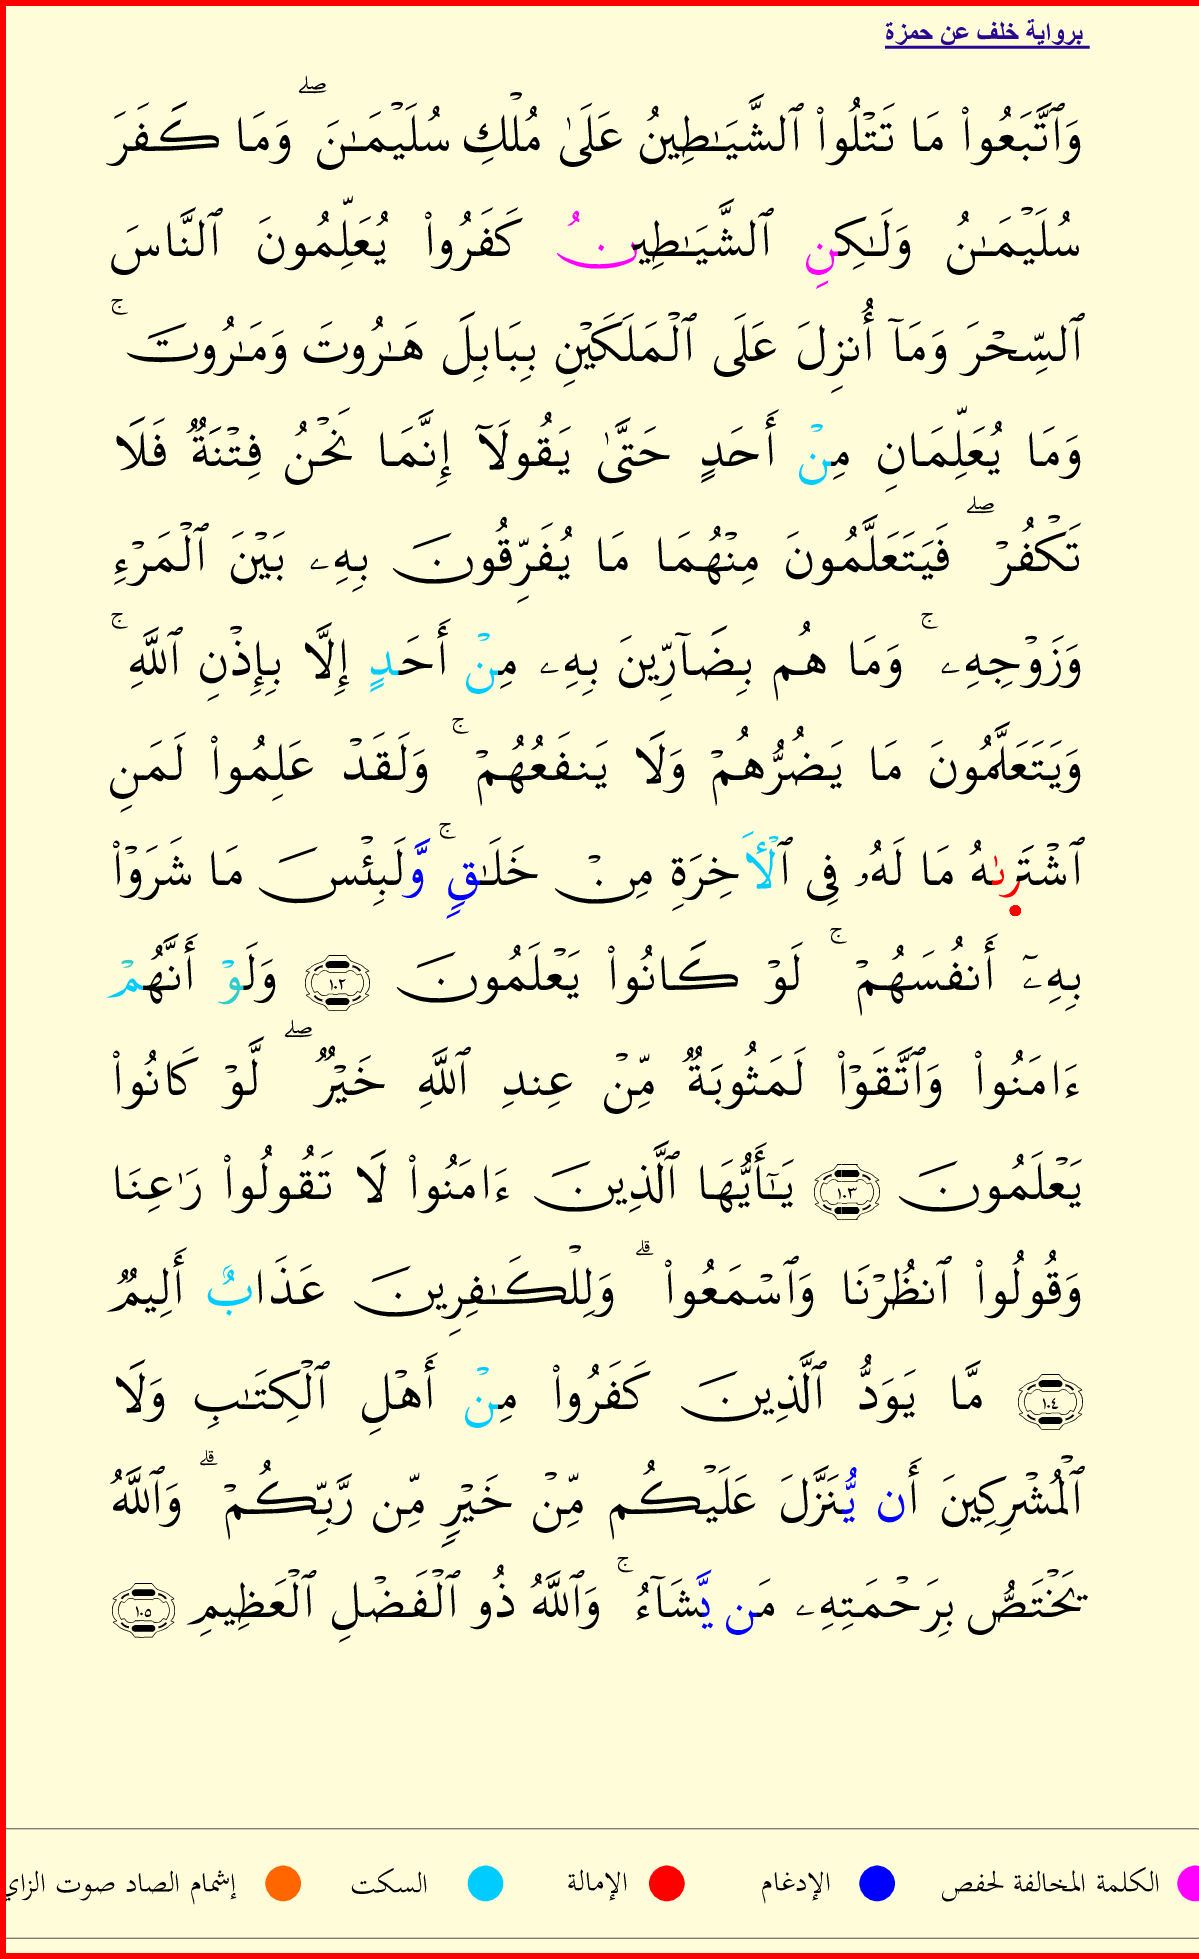 برواية خلف عن حمزة
وَٱتَّبَعُوا۟ مَا تَتْلُوا۟ ٱلشَّيَـٰطِينُ عَلَىٰ مُلْكِ سُلَيْمَـٰنَ ۖ وَمَا كَفَرَ
سُلَيْمَـٰنُ وَلَـٰكِنِ ٱلشَّيَـٰطِينُ كَفَرُوا۟ يُعَلِّمُونَ ٱلنَّاسَ
ٱلسِّحْرَ وَمَآ أُنزِلَ عَلَى ٱلْمَلَكَيْنِ بِبَابِلَ هَـٰرُوتَ وَمَـٰرُوتَ ۚ
وَمَا يُعَلِّمَانِ مِنْ أَحَدٍ حَتَّىٰ يَقُولَآ إِنَّمَا نَحْنُ فِتْنَةٌ فَلَا
تَكْفُرْ ۖ فَيَتَعَلَّمُونَ مِنْهُمَا مَا يُفَرِّقُونَ بِهِۦ بَيْنَ ٱلْمَرْءِ
وَزَوْجِهِۦ ۚ وَمَا هُم بِضَآرِّينَ بِهِۦ مِنْ أَحَدٍ إِلَّا بِإِذْنِ ٱللَّهِ ۚ
وَيَتَعَلَّمُونَ مَا يَضُرُّهُمْ وَلَا يَنفَعُهُمْ ۚ وَلَقَدْ عَلِمُوا۟ لَمَنِ
ٱشْتَرِىٰهُ مَا لَهُۥ فِى ٱلْأَخِرَةِ مِنْ خَلَـٰقٍ ۚ وَّلَبِئْسَ مَا شَرَوْا۟
بِهِۦٓ أَنفُسَهُمْ ۚ لَوْ كَانُوا۟ يَعْلَمُونَ ١٠٢ وَلَوْ أَنَّهُمْ
ءَامَنُوا۟ وَٱتَّقَوْا۟ لَمَثُوبَةٌ مِّنْ عِندِ ٱللَّهِ خَيْرٌ ۖ لَّوْ كَانُوا۟
يَعْلَمُونَ ١٠٣ يَـٰٓأَيُّهَا ٱلَّذِينَ ءَامَنُوا۟ لَا تَقُولُوا۟ رَٰعِنَا
وَقُولُوا۟ ٱنظُرْنَا وَٱسْمَعُوا۟ ۗ وَلِلْكَـٰفِرِينَ عَذَابٌ أَلِيمٌ
١٠٤ مَّا يَوَدُّ ٱلَّذِينَ كَفَرُوا۟ مِنْ أَهْلِ ٱلْكِتَـٰبِ وَلَا
ٱلْمُشْرِكِينَ أَن يُّنَزَّلَ عَلَيْكُم مِّنْ خَيْرٍ مِّن رَّبِّكُمْ ۗ وَٱللَّهُ
يَخْتَصُّ بِرَحْمَتِهِۦ مَن يَّشَآءُ ۚ وَٱللَّهُ ذُو ٱلْفَضْلِ ٱلْعَظِيمِ ١٠٥
الكلمة المخالفة لحفص الإدغام الإمالة السكت إشمام الصاد صوت الزاي